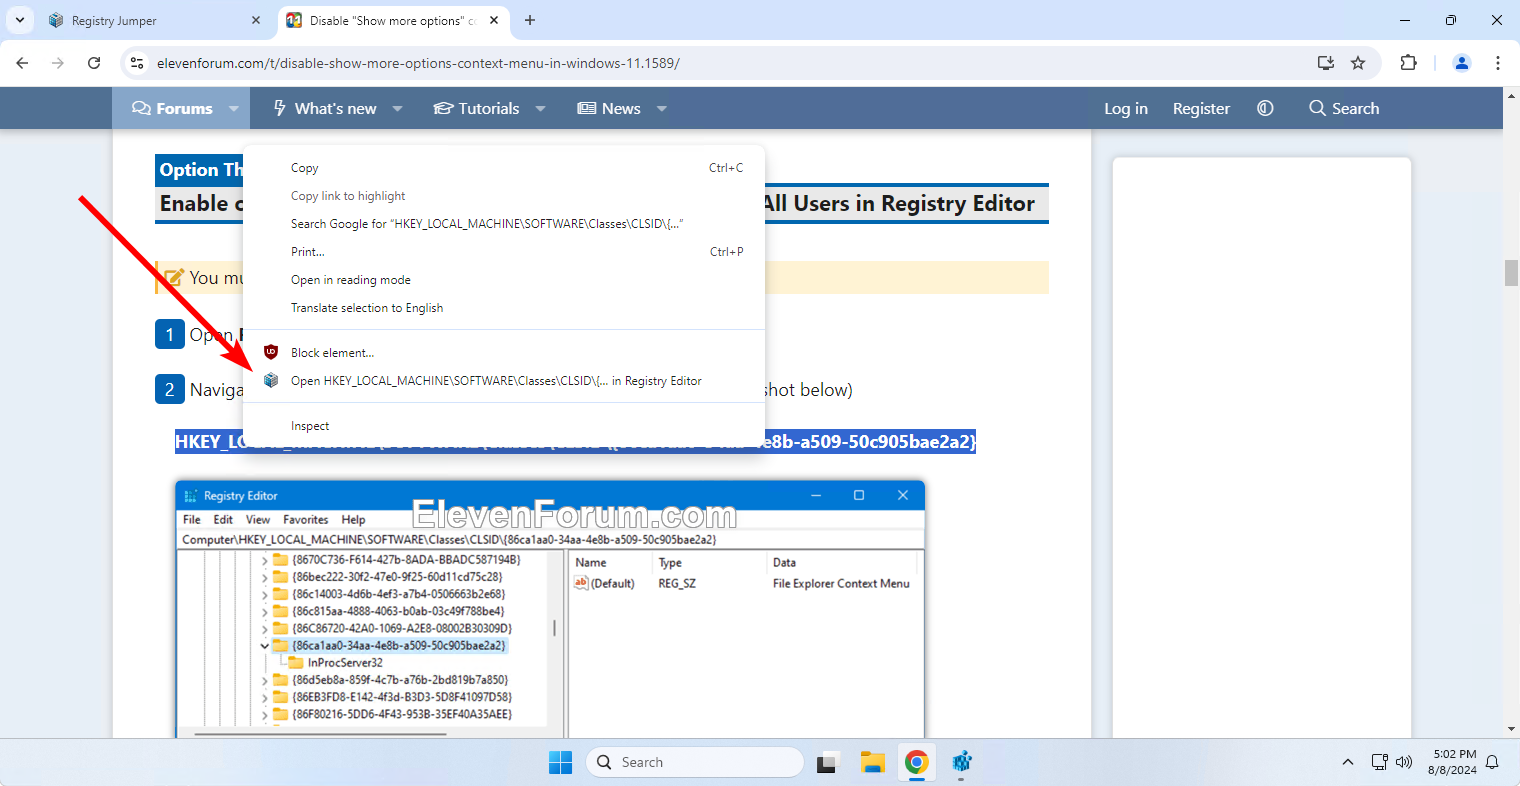 Registry Jumper
Disable "Show more options" co
elevenforum.com/t/disable-show-more-options-context-menu-in-windows-11.1589/
Forums
What's new
Tutorials
News
Log in
Register
Search
Option Th
Enable o
All Users in Registry Editor
You mu
1 Open
2 Naviga
shot below)
Copy Ctrl+C
Copy link to highlight
Search Google for “HKEY_LOCAL_MACHINE\SOFTWARE\Classes\CLSID\{...”
Print... Ctrl+P
Open in reading mode
Translate selection to English
Block element...
Open HKEY_LOCAL_MACHINE\SOFTWARE\Classes\CLSID\{... in Registry Editor
Inspect
HKEY_
4e8b-a509-50c905bae2a2}
Registry Editor
ElevenForum.com
File Edit View Favorites Help
Computer\HKEY_LOCAL_MACHINE\SOFTWARE\Classes\CLSID\{86ca1aa0-34aa-4e8b-a509-50c905bae2a2}
{8670C736-F614-427b-8ADA-BBADC587194B}
{86bec222-30f2-47e0-9f25-60d11cd75c28}
{86c14003-4d6b-4ef3-a7b4-0506663b2e68}
{86c815aa-4888-4063-b0ab-03c49f788be4}
{86C86720-42A0-1069-A2E8-08002B30309D}
{86ca1aa0-34aa-4e8b-a509-50c905bae2a2}
InProcServer32
{86d5eb8a-859f-4c7b-a76b-2bd819b7a850}
{86EB3FD8-E142-4f3d-B3D3-5D8F41097D58}
{86F80216-5DD6-4F43-953B-35EF40A35AEE}
Name Type Data
(Default) REG_SZ File Explorer Context Menu
Search
5:02 PM
8/8/2024